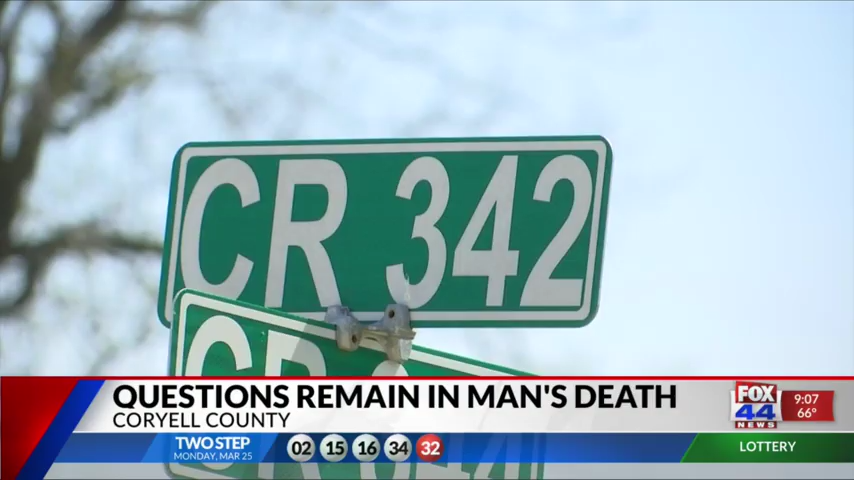 CR 342
QUESTIONS REMAIN IN MAN'S DEATH
CORYELL COUNTY
FOX
44
NEWS
9:07
66°
TWO STEP
MONDAY, MAR 25
02 15 16 34 32
LOTTERY